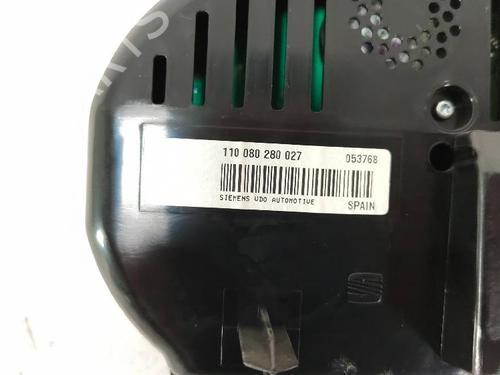 110 080 280 027 053768
SIEMENS VDO AUTOMOTIVE SPAIN